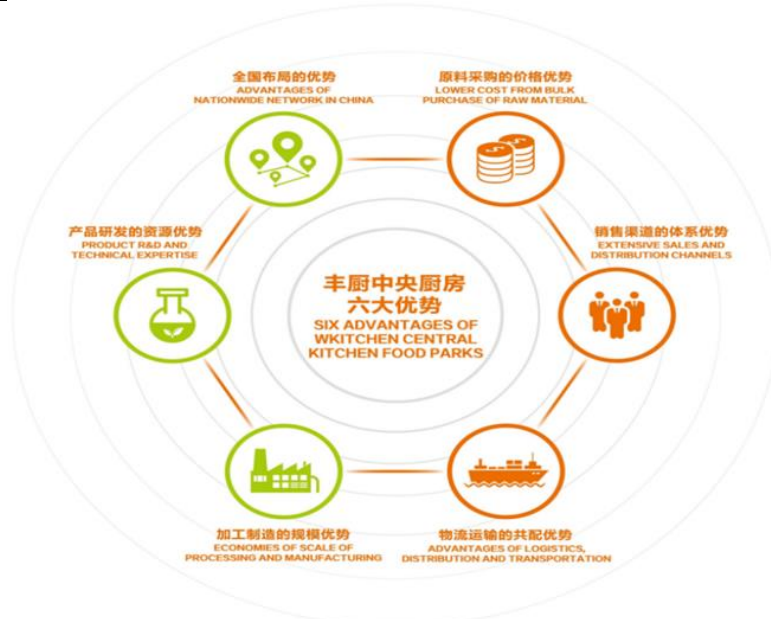 全国布局的优势
ADVANTAGES OF
NATIONWIDE NETWORK IN CHINA
原料采购的价格优势
LOWER COST FROM BULK
PURCHASE OF RAW MATERIAL
产品研发的资源优势
PRODUCT R&D AND
TECHNICAL EXPERTISE
销售渠道的体系优势
EXTENSIVE SALES AND
DISTRIBUTION CHANNELS
丰厨中央厨房
六大优势
SIX ADVANTAGES OF
WKITCHEN CENTRAL
KITCHEN FOOD PARKS
加工制造的规模优势
ECONOMIES OF SCALE OF
PROCESSING AND MANUFACTURING
物流运输的共配优势
ADVANTAGES OF LOGISTICS,
DISTRIBUTION AND TRANSPORTATION